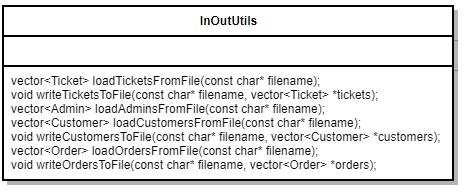 InOutUtils
vector<Ticket> loadTicketsFromFile(const char* filename);
void writeTicketsToFile(const char* filename, vector<Ticket> *tickets);
vector<Admin> loadAdminsFromFile(const char* filename);
vector<Customer> loadCustomersFromFile(const char* filename);
void writeCustomersToFile(const char* filename, vector<Customer> *customers);
vector<Order> loadOrdersFromFile(const char* filename);
void writeOrdersToFile(const char* filename, vector<Order> *orders);